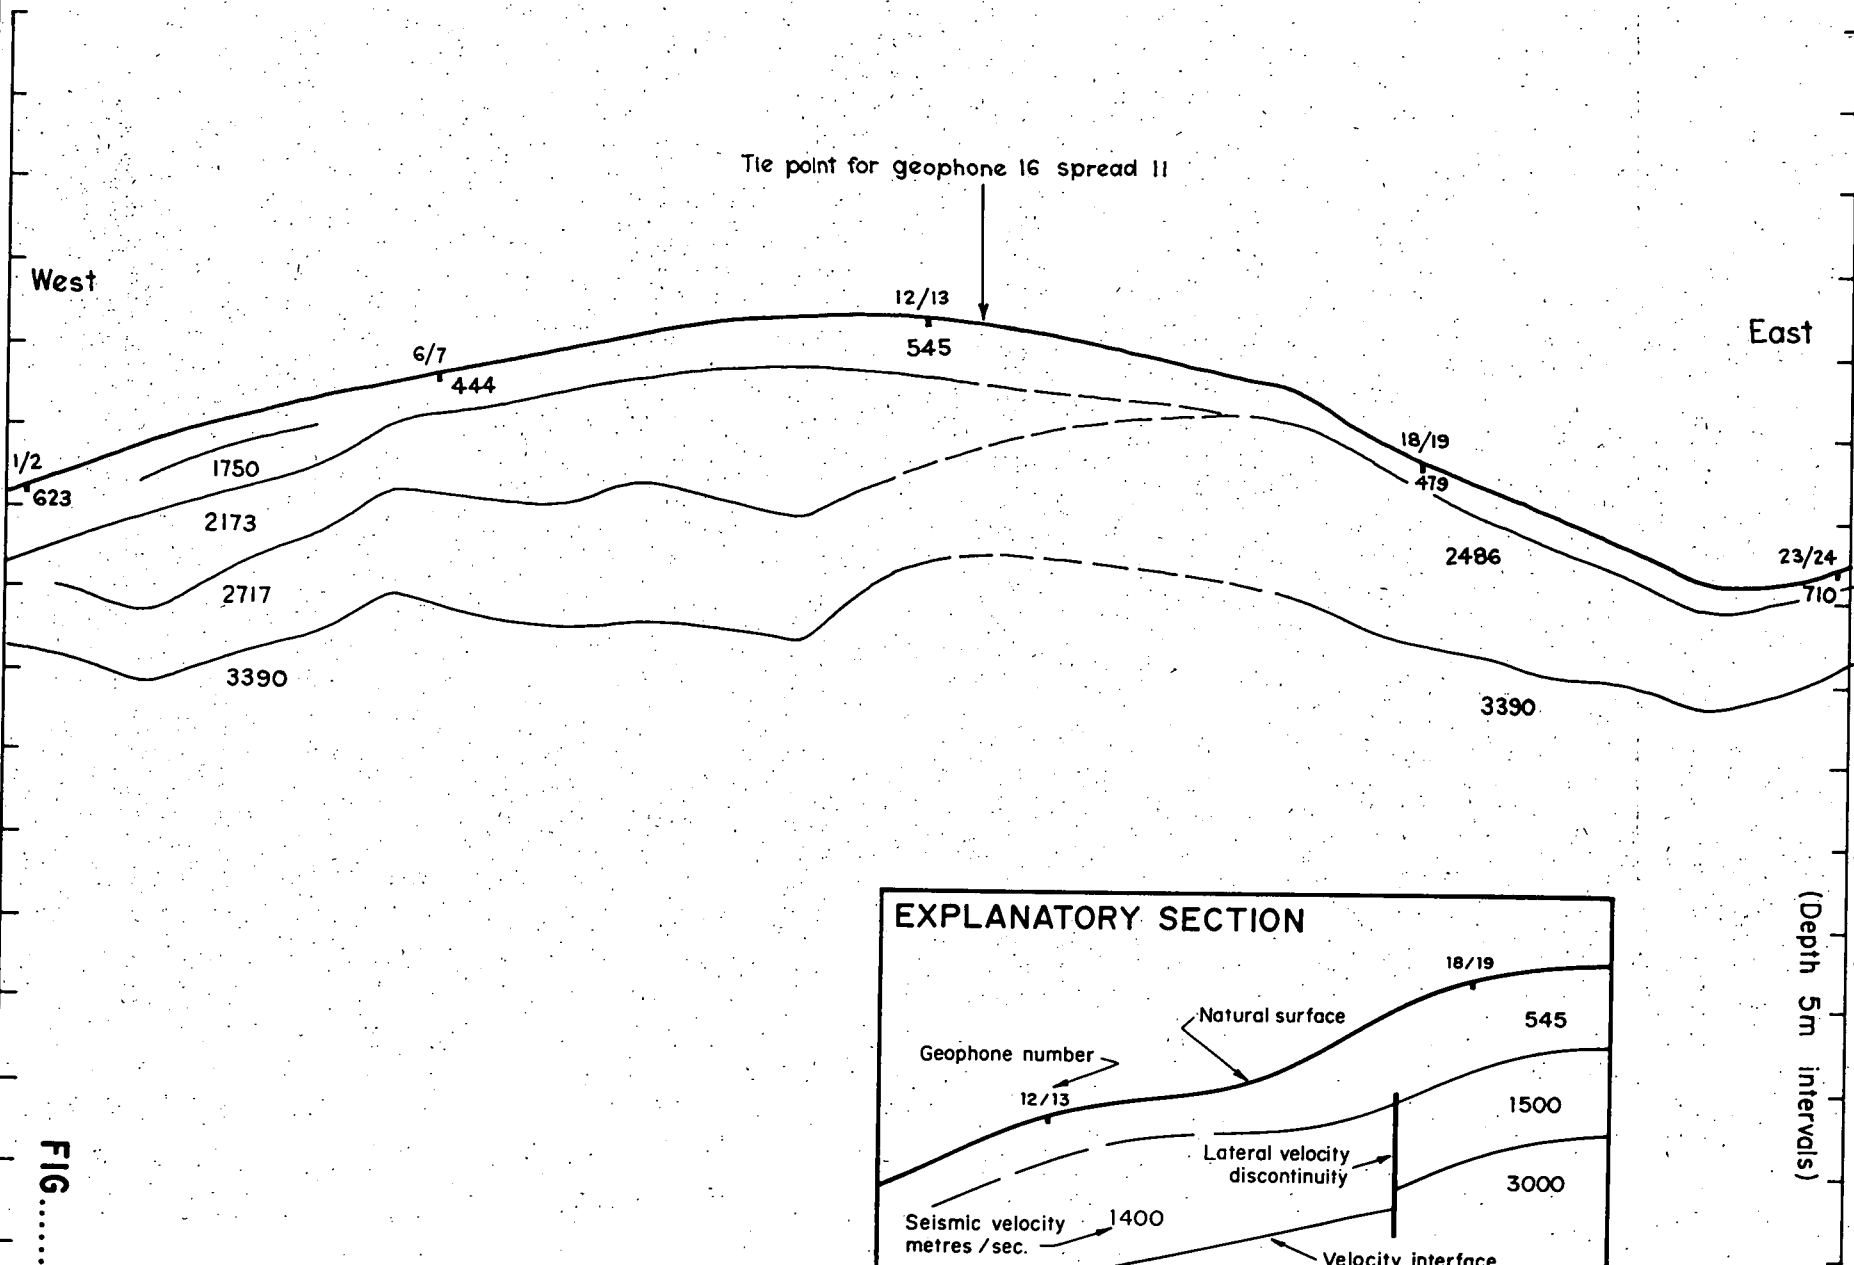 Tie point for geophone 16 spread 11
West
East
12/13
545
6/7
444
18/19
479
1/2
623
1750
2173
2486
23/24
710
2717
3390
3390
EXPLANATORY SECTION
18/19
Natural surface
545
Geophone number
12/13
1500
Lateral velocity
discontinuity
3000
Seismic velocity
metres /sec.
1400
Velocity interface
(Depth 5m intervals)
FIG.......